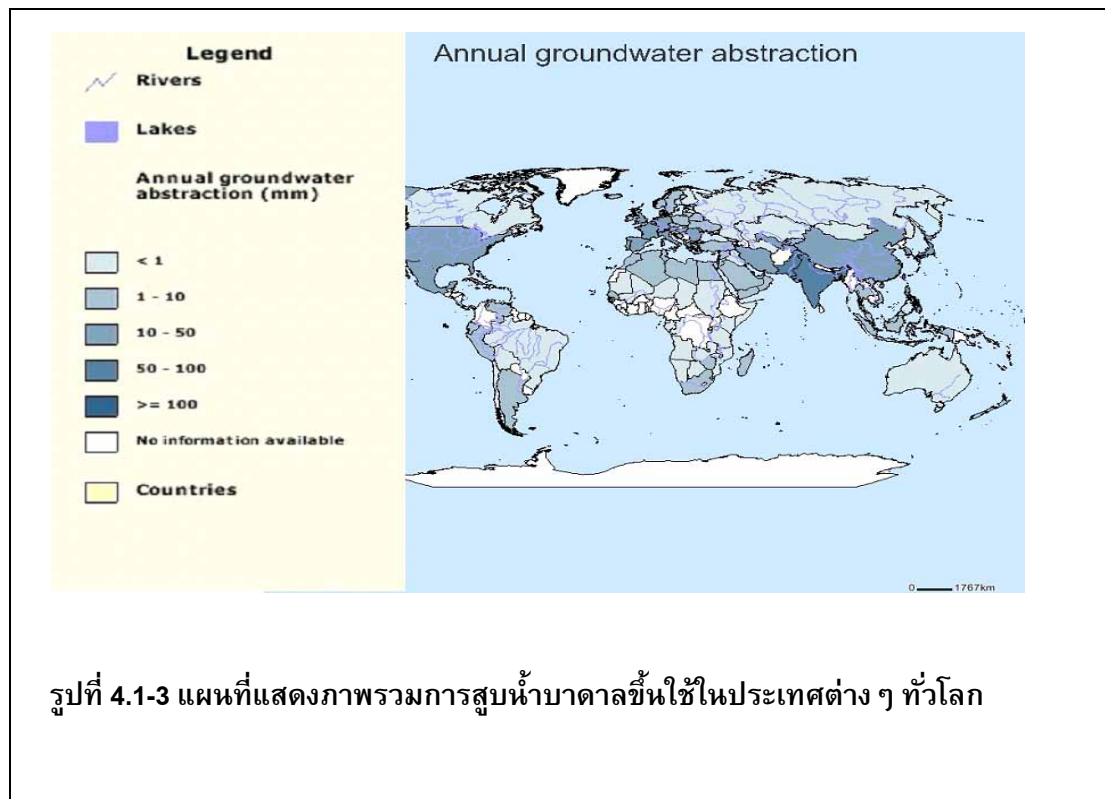 Legend
Rivers
Lakes
Annual groundwater
abstraction (mm)
< 1
1 - 10
10 - 50
50 - 100
>= 100
No information available
Countries
Annual groundwater abstraction
0 1767km
รูปที่ 4.1-3 แผนที่แสดงภาพรวมการสูบน้ำบาดาลขึ้นใช้ในประเทศต่าง ๆ ทั่วโลก